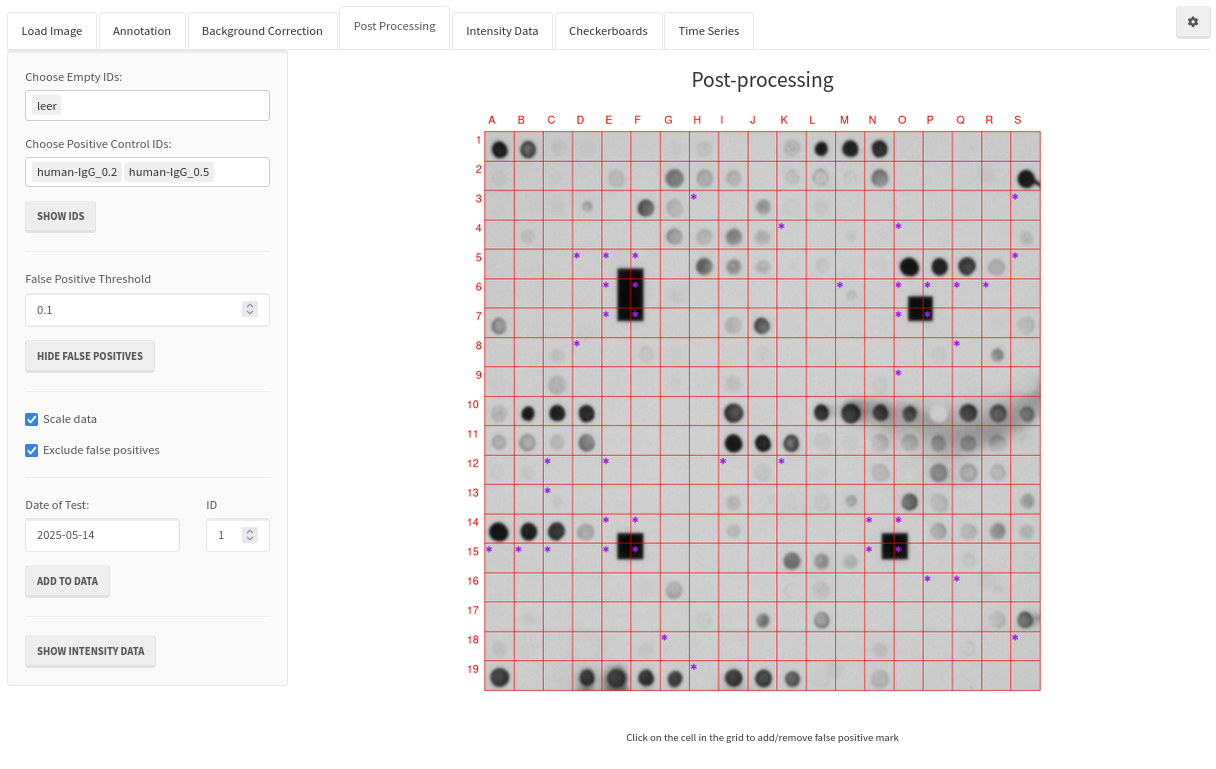 Load Image Annotation Background Correction Post Processing Intensity Data Checkerboards Time Series
Choose Empty IDs:
leer
Choose Positive Control IDs:
human-IgG_0.2 human-IgG_0.5
SHOW IDS
False Positive Threshold
0.1
HIDE FALSE POSITIVES
Scale data
Exclude false positives
Date of Test: ID
2025-05-14 1
ADD TO DATA
SHOW INTENSITY DATA
Post-processing
A B C D E F G H I J K L M N O P Q R S
1
2
3
4
5
6
7
8
9
10
11
12
13
14
15
16
17
18
19
Click on the cell in the grid to add/remove false positive mark